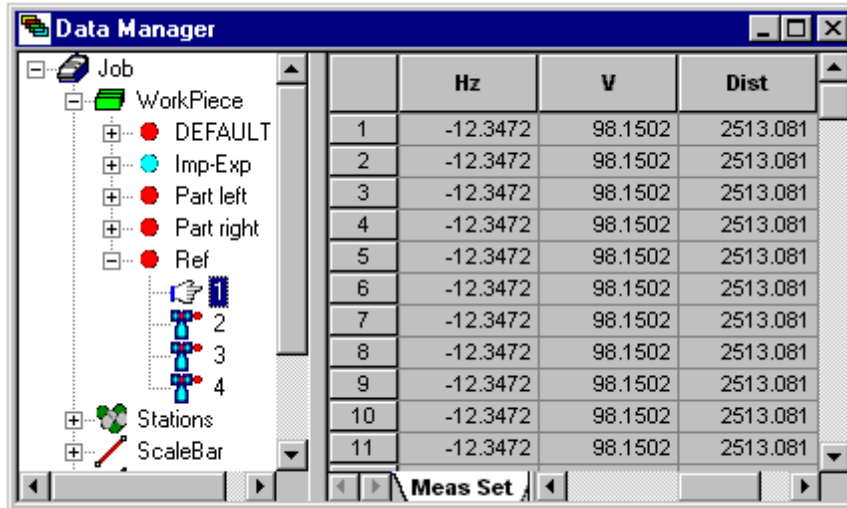 Data Manager
Job
WorkPiece
DEFAULT
Imp-Exp
Part left
Part right
Ref
1
2
3
4
Stations
ScaleBar
Hz V Dist
1 -12.3472 98.1502 2513.081
2 -12.3472 98.1502 2513.081
3 -12.3472 98.1502 2513.081
4 -12.3472 98.1502 2513.081
5 -12.3472 98.1502 2513.081
6 -12.3472 98.1502 2513.081
7 -12.3472 98.1502 2513.081
8 -12.3472 98.1502 2513.081
9 -12.3472 98.1502 2513.081
10 -12.3472 98.1502 2513.081
11 -12.3472 98.1502 2513.081
Meas Set